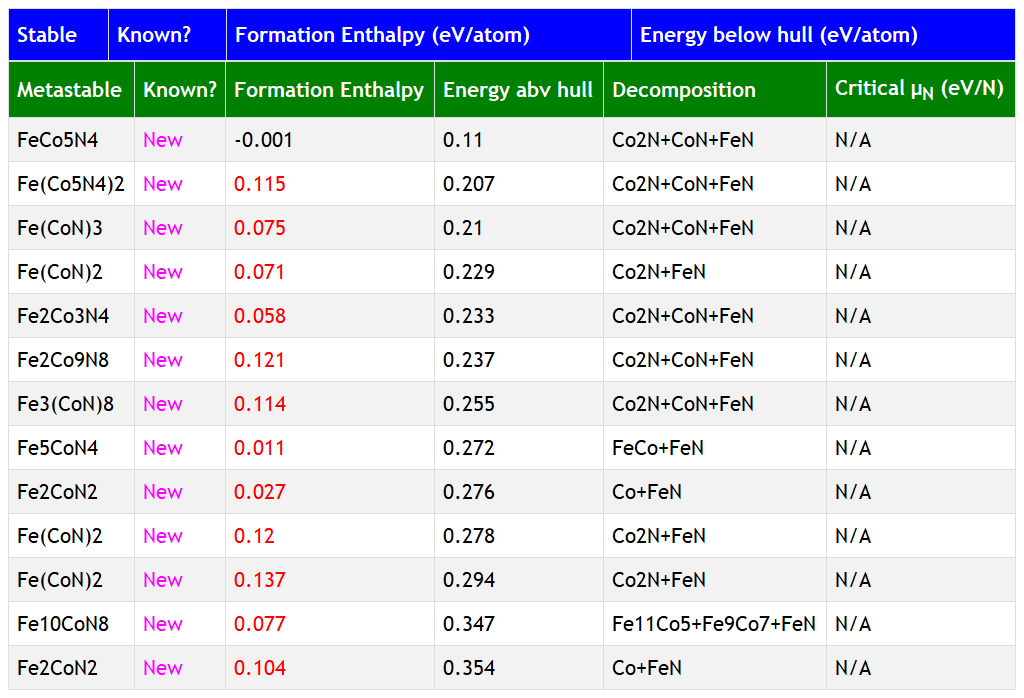 Stable Known? Formation Enthalpy (eV/atom) Energy below hull (eV/atom)
Metastable Known? Formation Enthalpy Energy abv hull Decomposition Critical μN (eV/N)
FeCo5N4 New -0.001 0.11 Co2N+CoN+FeN N/A
Fe(Co5N4)2 New 0.115 0.207 Co2N+CoN+FeN N/A
Fe(CoN)3 New 0.075 0.21 Co2N+CoN+FeN N/A
Fe(CoN)2 New 0.071 0.229 Co2N+FeN N/A
Fe2Co3N4 New 0.058 0.233 Co2N+CoN+FeN N/A
Fe2Co9N8 New 0.121 0.237 Co2N+CoN+FeN N/A
Fe3(CoN)8 New 0.114 0.255 Co2N+CoN+FeN N/A
Fe5CoN4 New 0.011 0.272 FeCo+FeN N/A
Fe2CoN2 New 0.027 0.276 Co+FeN N/A
Fe(CoN)2 New 0.12 0.278 Co2N+FeN N/A
Fe(CoN)2 New 0.137 0.294 Co2N+FeN N/A
Fe10CoN8 New 0.077 0.347 Fe11Co5+Fe9Co7+FeN N/A
Fe2CoN2 New 0.104 0.354 Co+FeN N/A